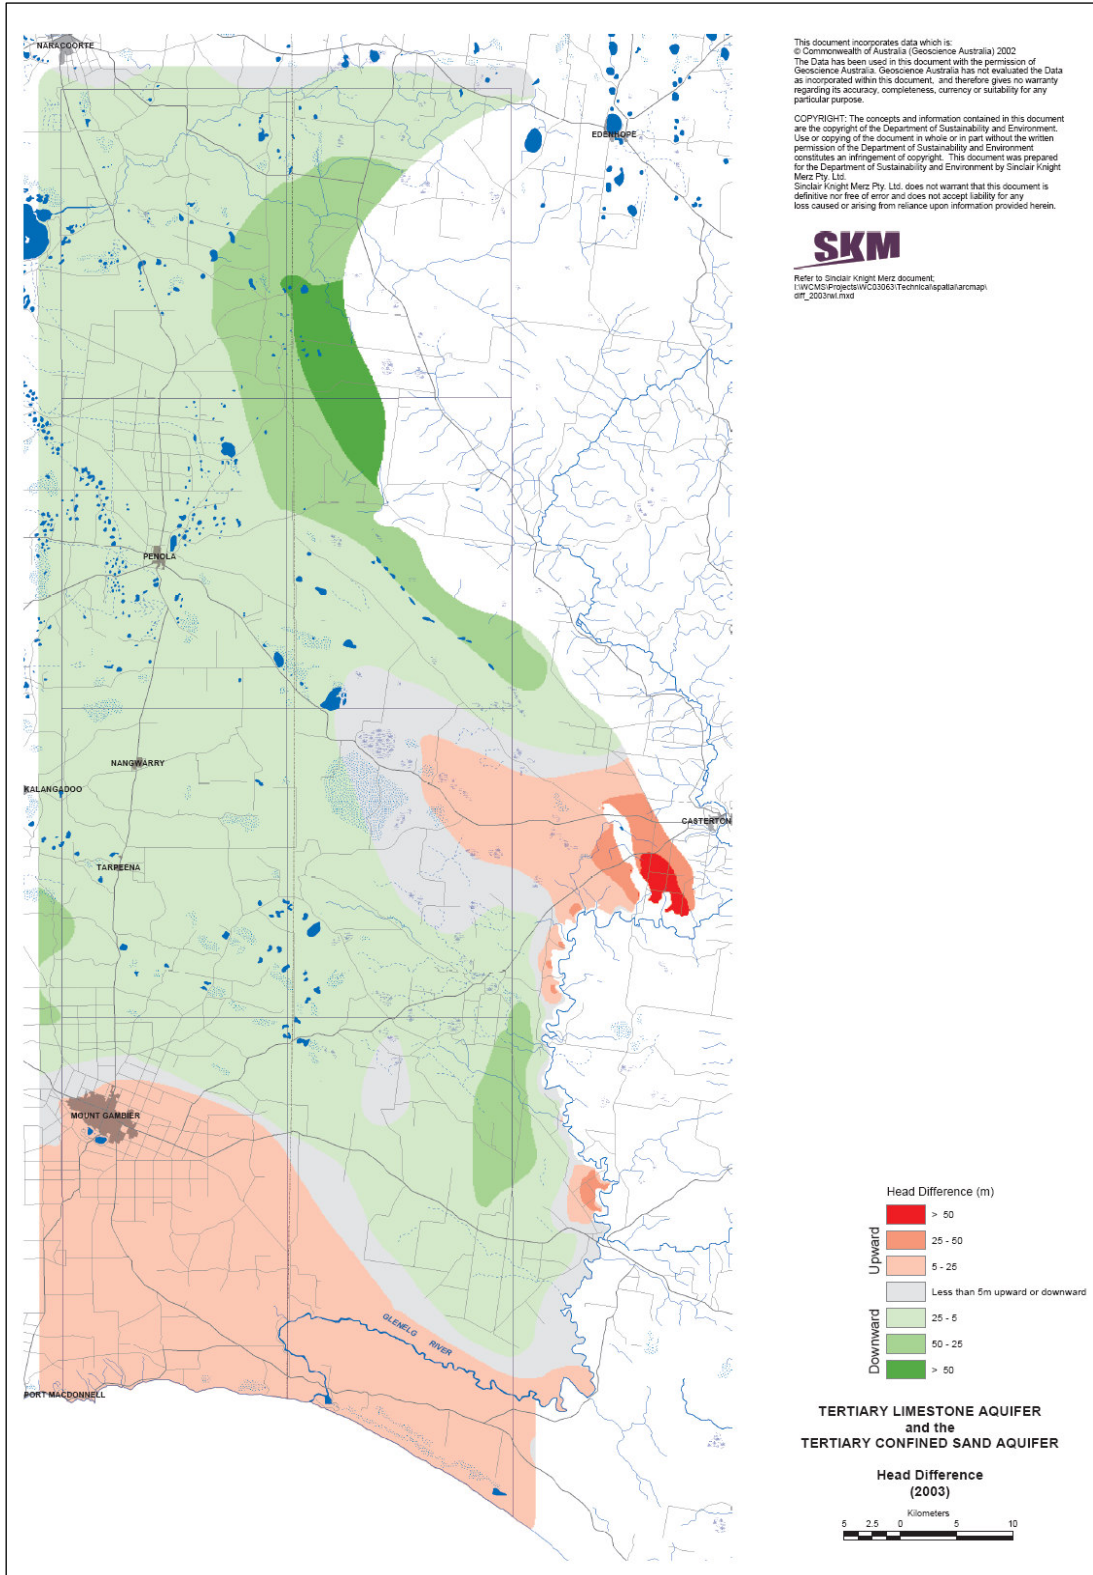 NARACOORTE
EDENHOPE
PENOLA
NANGWARRY
KALANGADOO
CASTERTON
TARPEENA
MOUNT GAMBIER
GLENELG RIVER
PORT MACDONNELL
This document incorporates data which is:
© Commonwealth of Australia (Geoscience Australia) 2002
The Data has been used in this document with the permission of
Geoscience Australia. Geoscience Australia has not evaluated the Data
as incorporated within this document, and therefore gives no warranty
regarding its accuracy, completeness, currency or suitability for any
particular purpose.
COPYRIGHT: The concepts and information contained in this document
are the copyright of the Department of Sustainability and Environment.
Use or copying of the document in whole or in part without the written
permission of the Department of Sustainability and Environment
constitutes an infringement of copyright. This document was prepared
for the Department of Sustainability and Environment by Sinclair Knight
Merz Pty. Ltd.
Sinclair Knight Merz Pty. Ltd. does not warrant that this document is
definitive nor free of error and does not accept liability for any
loss caused or arising from reliance upon information provided herein.
SKM
Refer to Sinclair Knight Merz document;
I:\WCMS\Projects\WC03063\Technical\spatial\arcmap\
diff_2003rwl.mxd
Head Difference (m)
Upward
> 50
25 - 50
5 - 25
Less than 5m upward or downward
Downward
25 - 5
50 - 25
> 50
TERTIARY LIMESTONE AQUIFER
and the
TERTIARY CONFINED SAND AQUIFER
Head Difference
(2003)
Kilometers
5 2.5 0 5 10